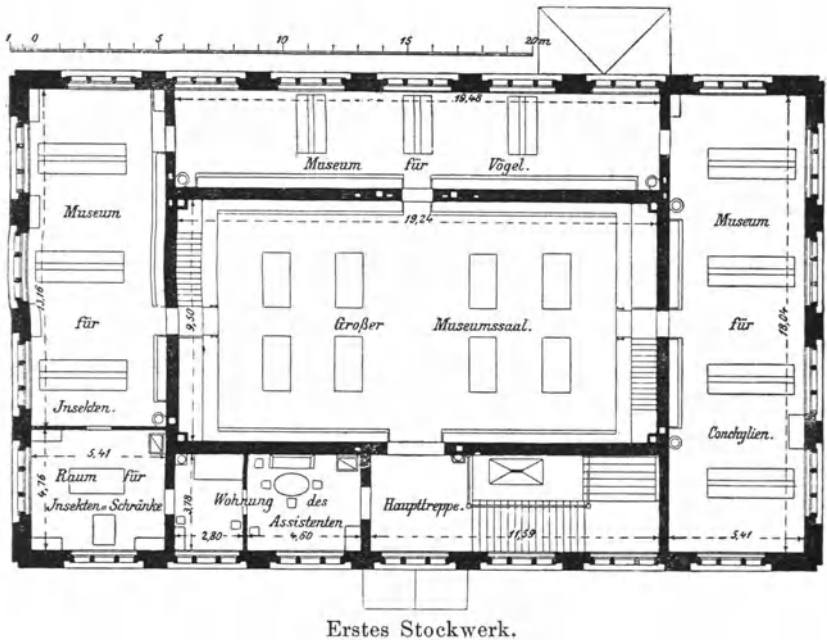 1 0 5 10 15 20 m
19,48
Museum für Vögel.
Museum
für
Insekten.
13,16
19,24
9,50
Großer Museumssaal.
Museum
für
Conchylien.
18,04
5,41
4,76
Raum für
Insekten-Schränke
3,78
Wohnung des
Assistenten
2,80
4,60
Haupttreppe.
11,59
5,41
Erstes Stockwerk.